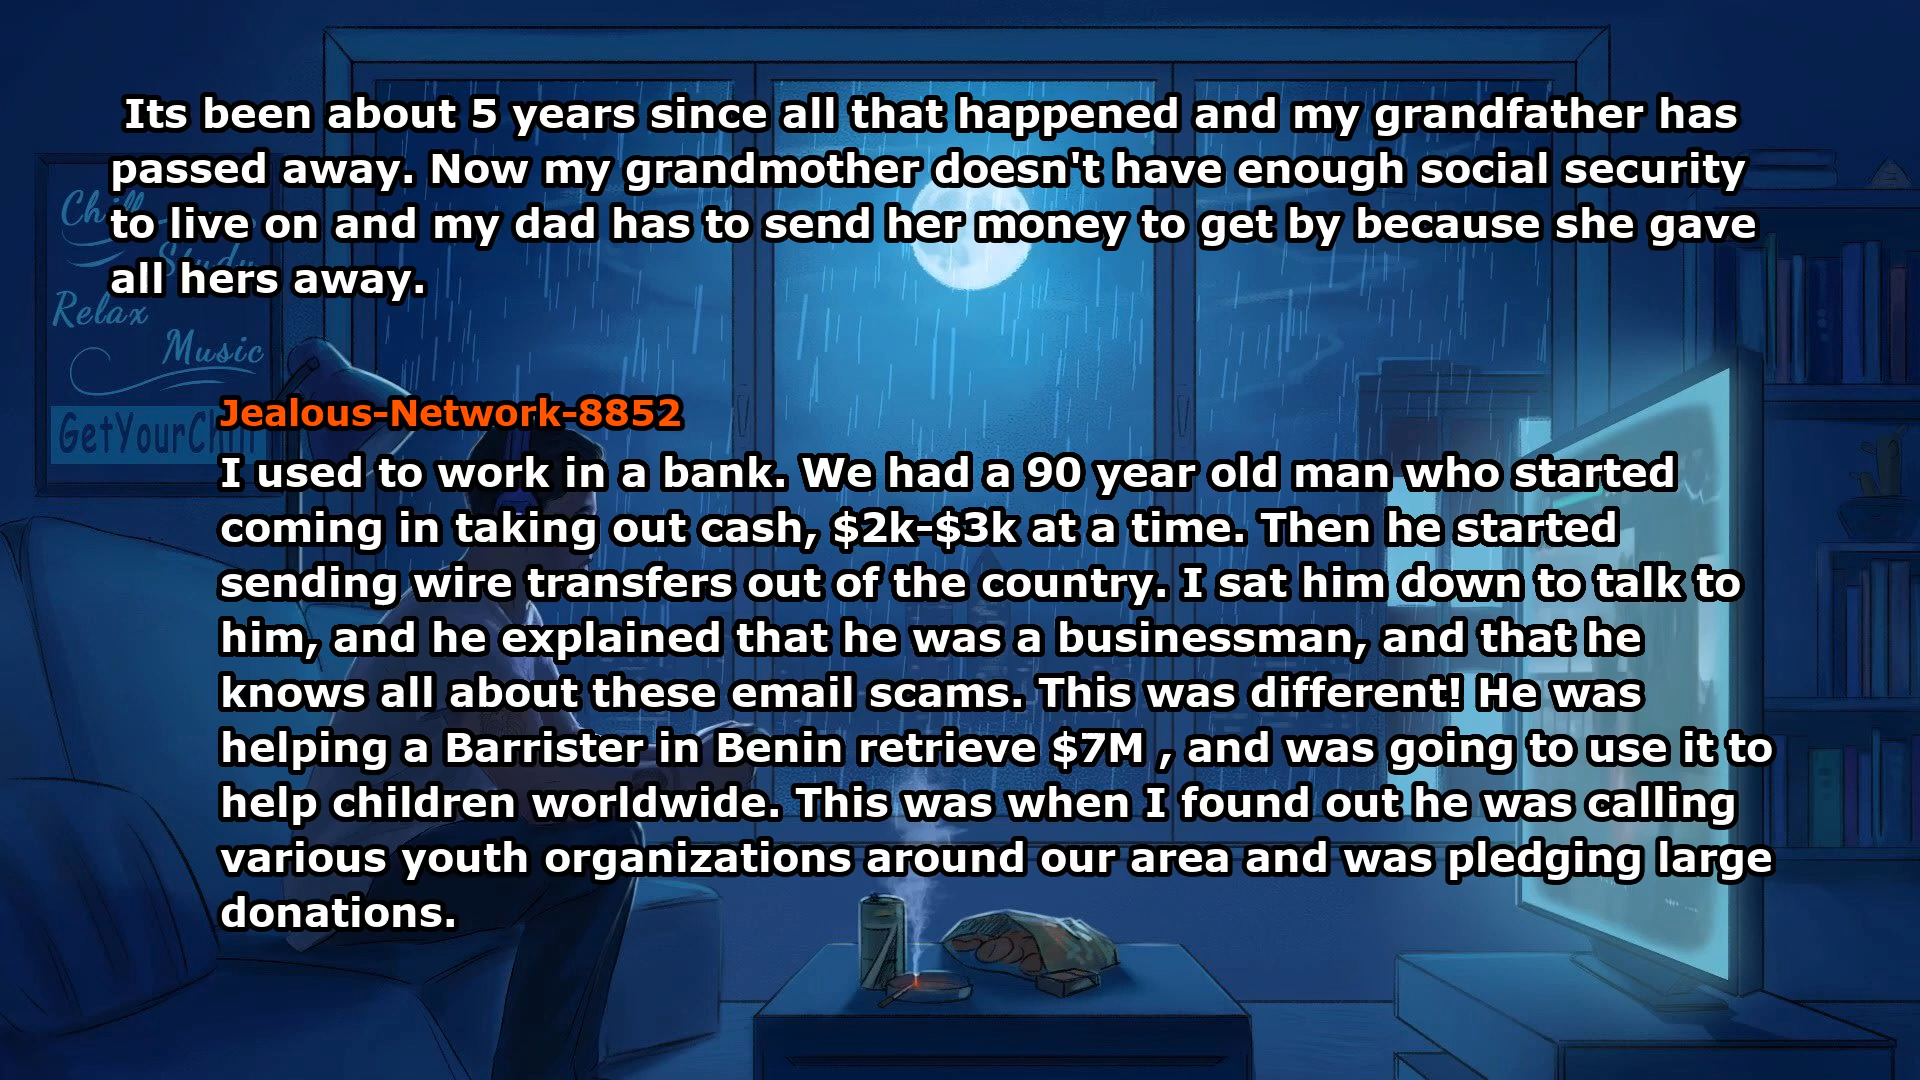 Its been about 5 years since all that happened and my grandfather has
passed away. Now my grandmother doesn't have enough social security
to live on and my dad has to send her money to get by because she gave
all hers away.
Chill
Study
Relax
Music
GetYourChill
Jealous-Network-8852
I used to work in a bank. We had a 90 year old man who started
coming in taking out cash, $2k-$3k at a time. Then he started
sending wire transfers out of the country. I sat him down to talk to
him, and he explained that he was a businessman, and that he
knows all about these email scams. This was different! He was
helping a Barrister in Benin retrieve $7M , and was going to use it to
help children worldwide. This was when I found out he was calling
various youth organizations around our area and was pledging large
donations.